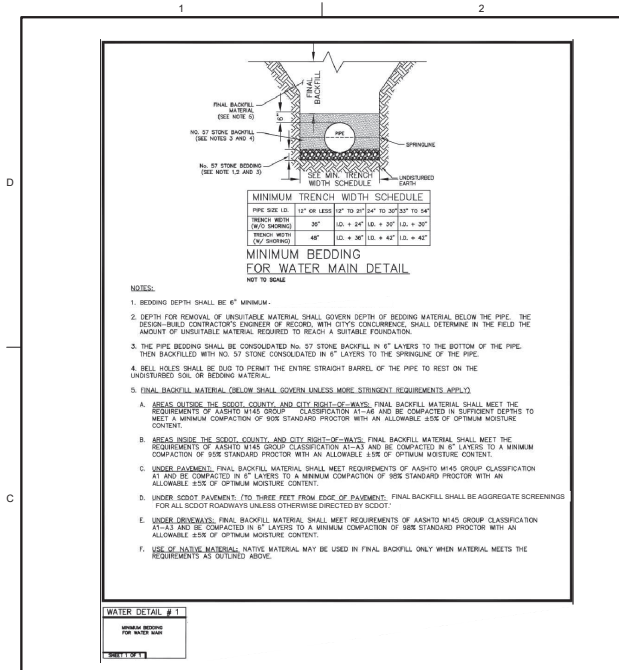 1
2
D
C
FINAL
BACKFILL
FINAL BACKFILL
MATERIAL
(SEE NOTE 5)
6"
NO. 57 STONE BACKFILL
(SEE NOTES 3 AND 4)
PIPE
SPRINGLINE
No. 57 STONE BEDDING
(SEE NOTE 1,2 AND 3)
SEE MIN. TRENCH
WIDTH SCHEDULE
UNDISTURBED
EARTH
MINIMUM TRENCH WIDTH SCHEDULE
PIPE SIZE I.D. 12" OR LESS 12" TO 21" 24" TO 30" 33" TO 54"
TRENCH WIDTH
(W/O SHORING) 36" I.D. + 24" I.D. + 30" I.D. + 30"
TRENCH WIDTH
(W/ SHORING) 48" I.D. + 36" I.D. + 42" I.D. + 42"
MINIMUM BEDDING
FOR WATER MAIN DETAIL
NOT TO SCALE
NOTES:
1. BEDDING DEPTH SHALL BE 6" MINIMUM.
2. DEPTH FOR REMOVAL OF UNSUITABLE MATERIAL SHALL GOVERN DEPTH OF BEDDING MATERIAL BELOW THE PIPE. THE
DESIGN-BUILD CONTRACTOR'S ENGINEER OF RECORD, WITH CITY'S CONCURRENCE, SHALL DETERMINE IN THE FIELD THE
AMOUNT OF UNSUITABLE MATERIAL REQUIRED TO REACH A SUITABLE FOUNDATION.
3. THE PIPE BEDDING SHALL BE CONSOLIDATED No. 57 STONE BACKFILL IN 6" LAYERS TO THE BOTTOM OF THE PIPE.
THEN BACKFILLED WITH NO. 57 STONE CONSOLIDATED IN 6" LAYERS TO THE SPRINGLINE OF THE PIPE.
4. BELL HOLES SHALL BE DUG TO PERMIT THE ENTIRE STRAIGHT BARREL OF THE PIPE TO REST ON THE
UNDISTURBED SOIL OR BEDDING MATERIAL.
5. FINAL BACKFILL MATERIAL (BELOW SHALL GOVERN UNLESS MORE STRINGENT REQUIREMENTS APPLY)
A. AREAS OUTSIDE THE SCDOT, COUNTY, AND CITY RIGHT-OF-WAYS: FINAL BACKFILL MATERIAL SHALL MEET THE
REQUIREMENTS OF AASHTO M145 GROUP CLASSIFICATION A1-A6 AND BE COMPACTED IN SUFFICIENT DEPTHS TO
MEET A MINIMUM COMPACTION OF 90% STANDARD PROCTOR WITH AN ALLOWABLE ±5% OF OPTIMUM MOISTURE
CONTENT.
B. AREAS INSIDE THE SCDOT, COUNTY, AND CITY RIGHT-OF-WAYS: FINAL BACKFILL MATERIAL SHALL MEET THE
REQUIREMENTS OF AASHTO M145 GROUP CLASSIFICATION A1-A3 AND BE COMPACTED IN 6" LAYERS TO A MINIMUM
COMPACTION OF 95% STANDARD PROCTOR WITH AN ALLOWABLE ±5% OF OPTIMUM MOISTURE CONTENT.
C. UNDER PAVEMENT: FINAL BACKFILL MATERIAL SHALL MEET REQUIREMENTS OF AASHTO M145 GROUP CLASSIFICATION
A1 AND BE COMPACTED IN 6" LAYERS TO A MINIMUM COMPACTION OF 98% STANDARD PROCTOR WITH AN
ALLOWABLE ±5% OF OPTIMUM MOISTURE CONTENT.
D. UNDER SCDOT PAVEMENT: (TO THREE FEET FROM EDGE OF PAVEMENT: FINAL BACKFILL SHALL BE AGGREGATE SCREENINGS
FOR ALL SCDOT ROADWAYS UNLESS OTHERWISE DIRECTED BY SCDOT.'
E. UNDER DRIVEWAYS: FINAL BACKFILL MATERIAL SHALL MEET REQUIREMENTS OF AASHTO M145 GROUP CLASSIFICATION
A1-A3 AND BE COMPACTED IN 6" LAYERS TO A MINIMUM COMPACTION OF 98% STANDARD PROCTOR WITH AN
ALLOWABLE ±5% OF OPTIMUM MOISTURE CONTENT.
F. USE OF NATIVE MATERIAL: NATIVE MATERIAL MAY BE USED IN FINAL BACKFILL ONLY WHEN MATERIAL MEETS THE
REQUIREMENTS AS OUTLINED ABOVE.
WATER DETAIL # 1
MINIMUM BEDDING
FOR WATER MAIN
SHEET 1 OF 1